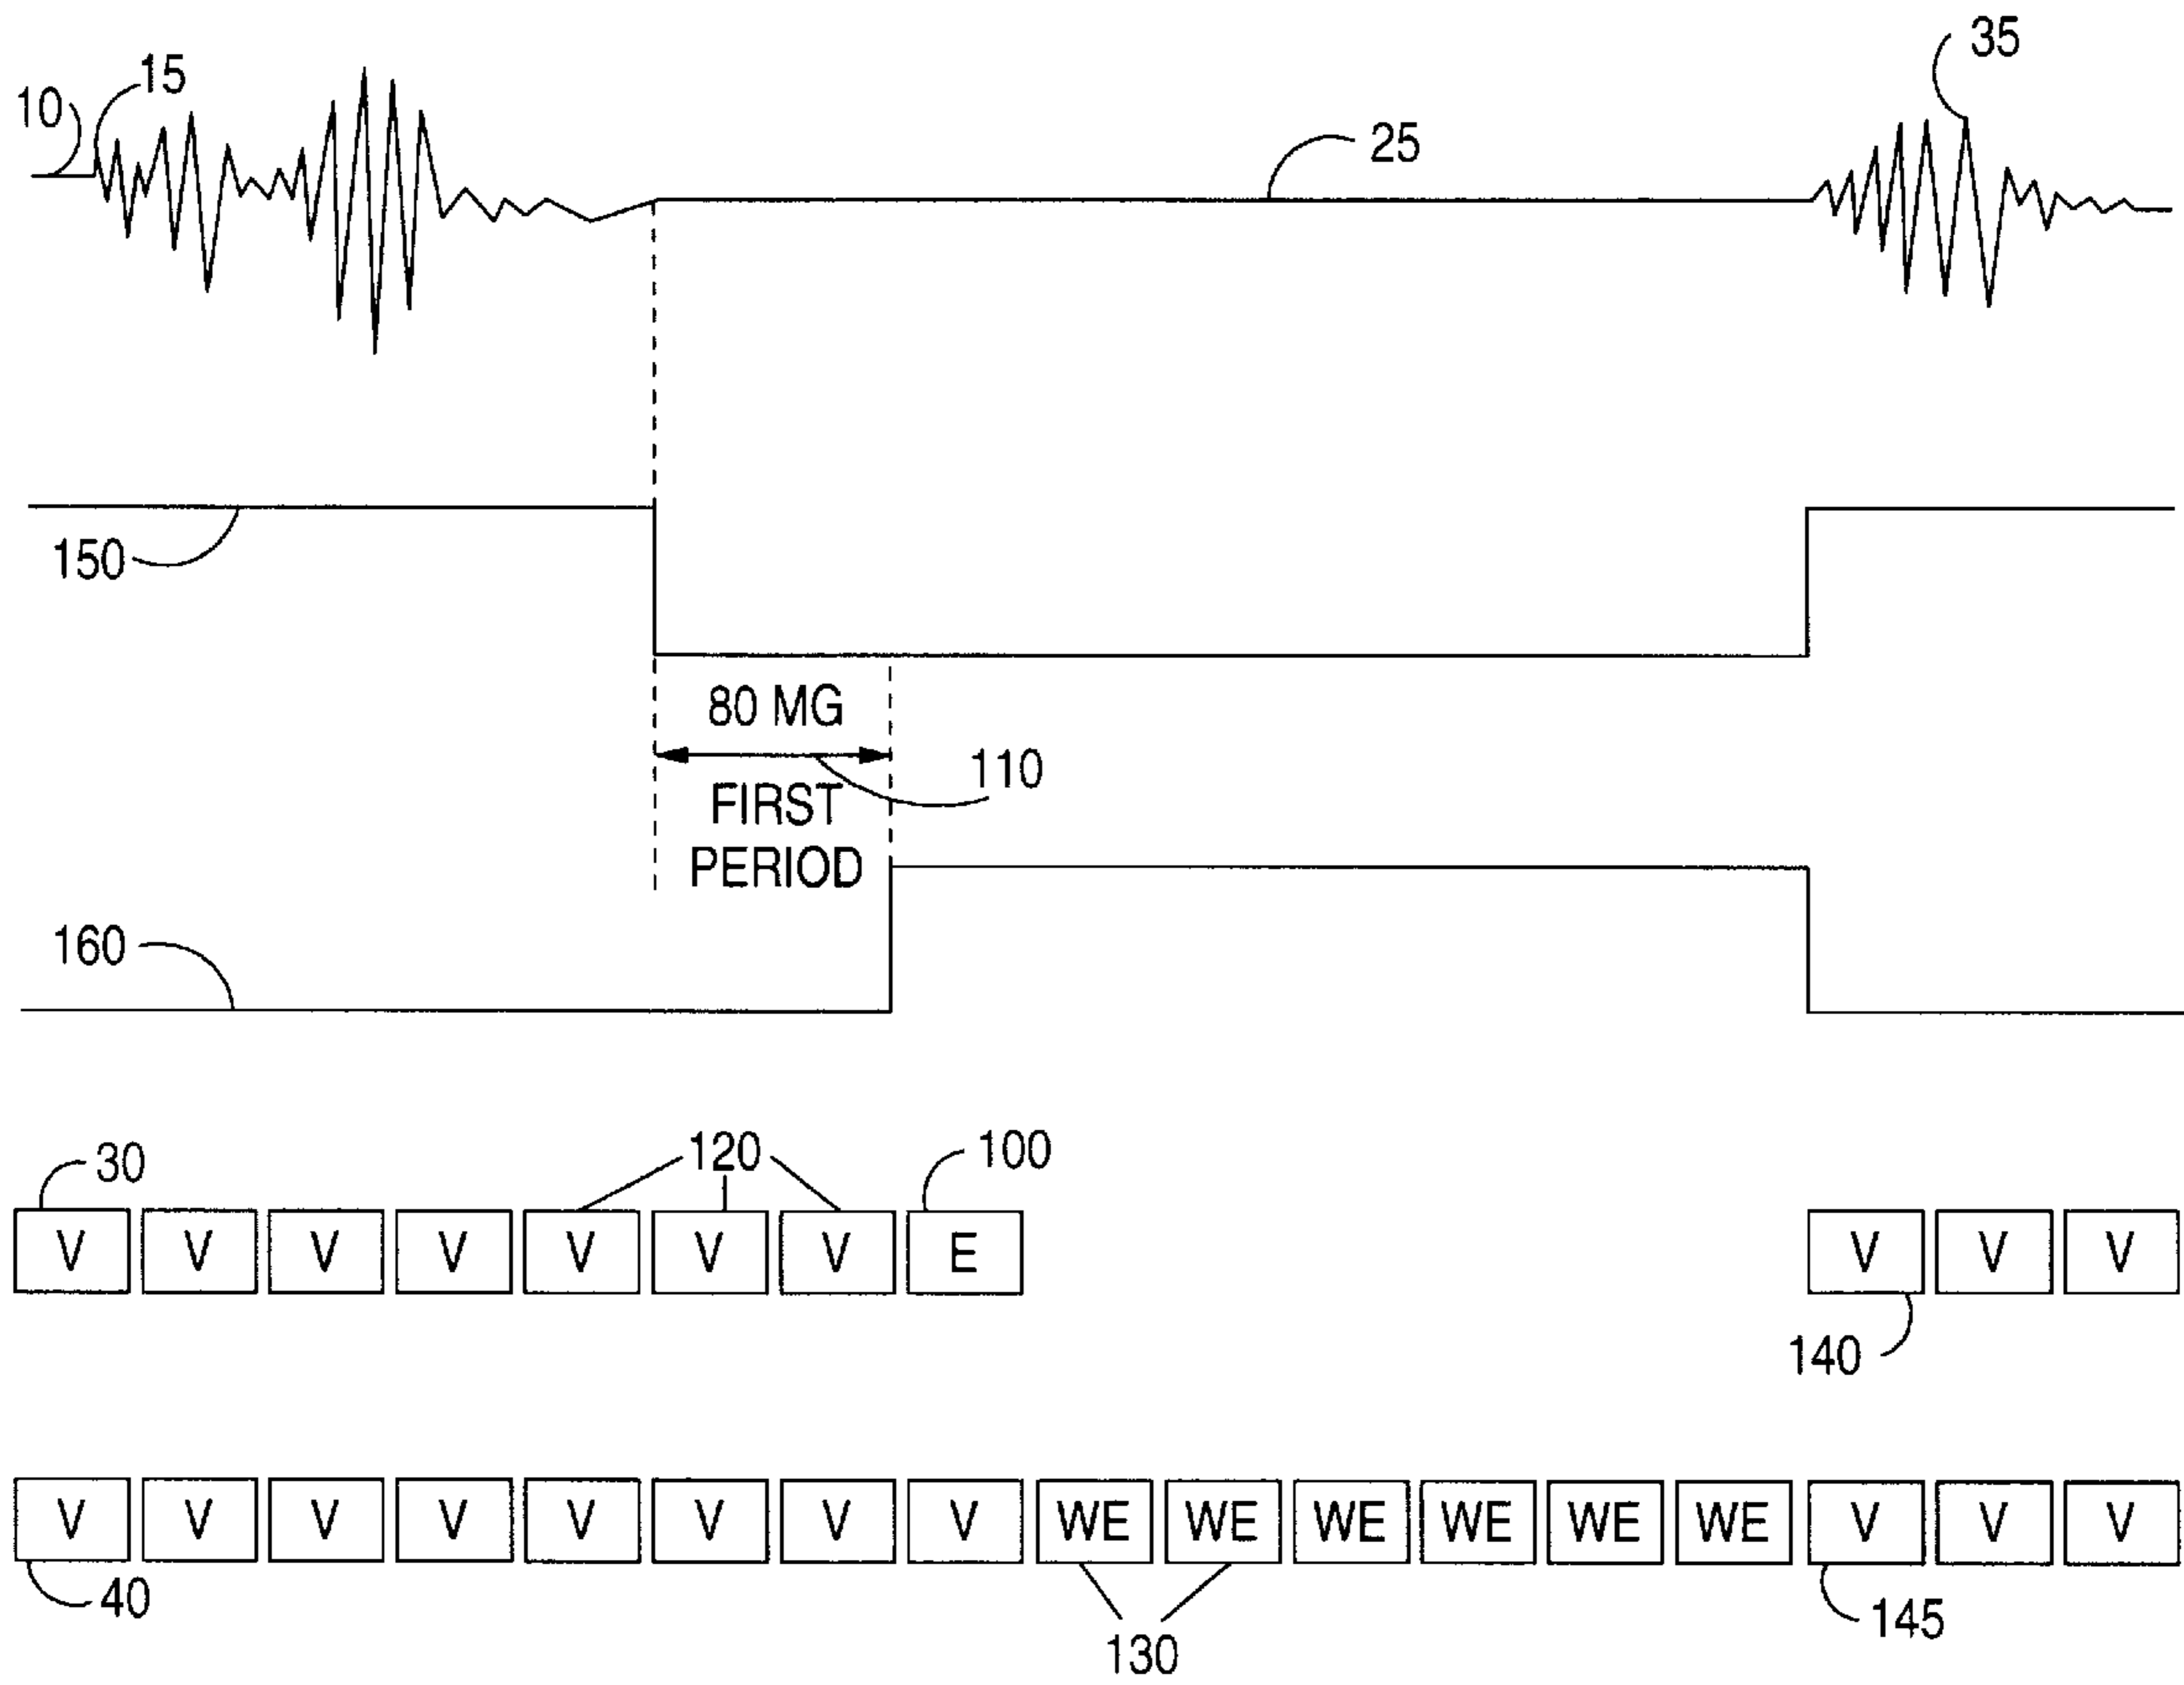 35
15
10
25
150
80 MG
110
FIRST
PERIOD
160
30
120
100
V V V V V V V E V V V
140
V V V V V V V V WE WE WE WE WE WE V V V
40
145
130